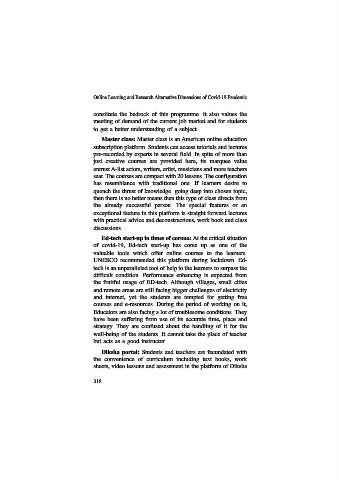 Online Learning and Research Alternative Dimensions of Covid-19 Pandemic
constitute the bedrock of this programme. It also values the
meeting of demand of the current job market and for students
to get a better understanding of a subject.
Master class: Master class is an American online education
subscription platform. Students can access tutorials and lectures
pre-recorded by experts in several field. In spite of more than
just creative courses are provided here, its marquee value
enrout A-list actors, writers, artist, musicians and more teachers
seat. The courses are compact with 20 lessons. The configuration
has resemblance with traditional one. If learners desire to
quench the thrust of knowledge going deep into chosen topic,
then there is no better means then this type of class directs from
the already successful person. The special features or an
exceptional feature in this platform is straight forward lectures
with practical advice and deconstructions, work book and class
discussions.
Ed-tech start-up in times of corona: At the critical situation
of covid-19, Ed-tech start-up has come up as one of the
valuable tools which offer online courses to the learners.
UNESCO recommended this platform during lockdown. Ed-
tech is an unparalleled tool of help to the learners to surpass the
difficult condition. Performance enhancing is expected from
the fruitful usage of ED-tech. Although villages, small cities
and remote areas are still facing bigger challenges of electricity
and internet, yet the students are tempted for getting free
courses and e-resources. During the period of working on it,
Educators are also facing a lot of troublesome conditions. They
have been suffering from use of its accurate time, place and
strategy. They are confused about the handling of it for the
well-being of the students. It cannot take the place of teacher
but acts as a good instructor.
Diksha portal: Students and teachers are fecundated with
the convenience of curriculum including text books, work
sheets, video lessons and assessment in the platform of Diksha
218